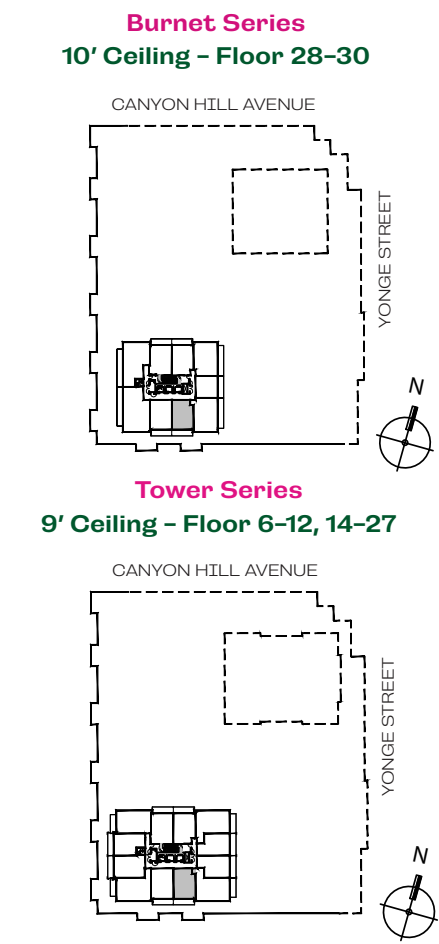 Burnet Series
10' Ceiling – Floor 28–30
CANYON HILL AVENUE
YONGE STREET
N
Tower Series
9' Ceiling – Floor 6–12, 14–27
CANYON HILL AVENUE
YONGE STREET
N